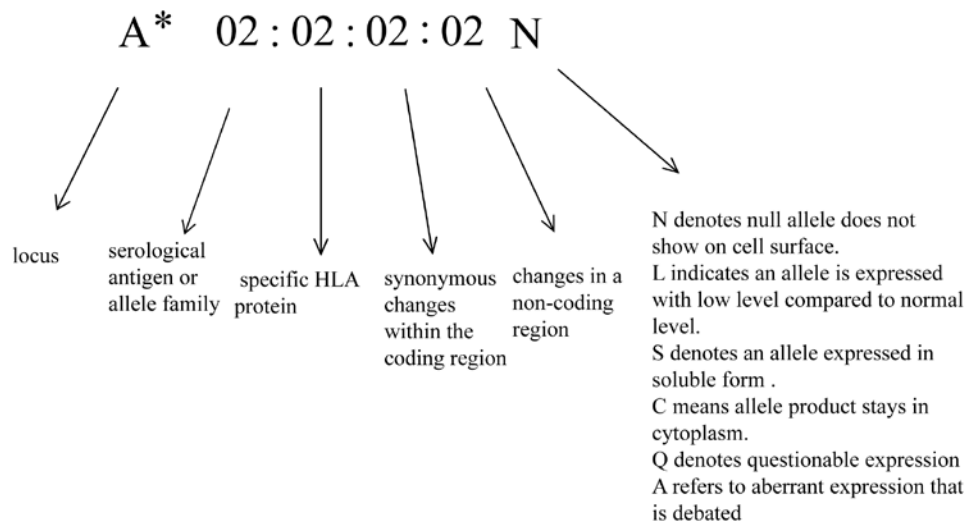 A* 02 : 02 : 02 : 02 N
locus
serological
antigen or
allele family
specific HLA
protein
synonymous
changes
within the
coding region
changes in a
non-coding
region
N denotes null allele does not
show on cell surface.
L indicates an allele is expressed
with low level compared to normal
level.
S denotes an allele expressed in
soluble form .
C means allele product stays in
cytoplasm.
Q denotes questionable expression
A refers to aberrant expression that
is debated